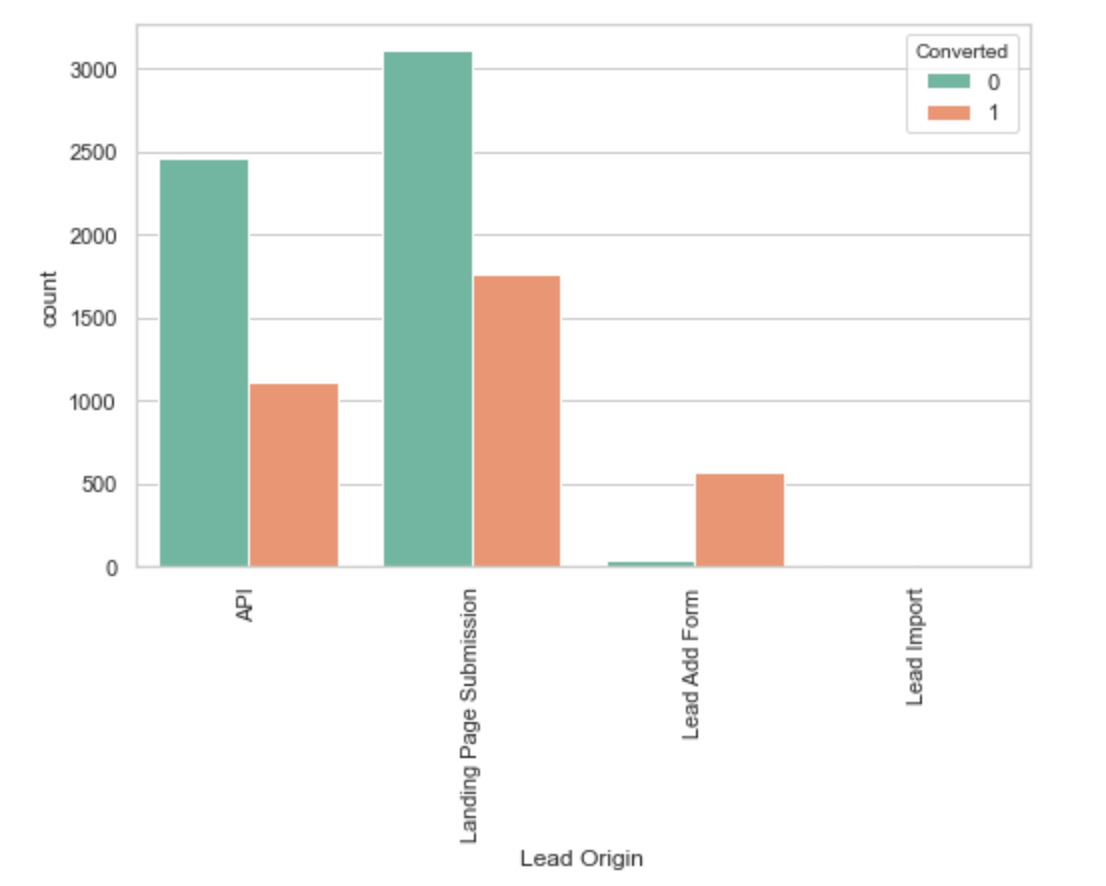 Converted
0
1
3000
2500
2000
1500
1000
500
0
count
API
Landing Page Submission
Lead Add Form
Lead Import
Lead Origin